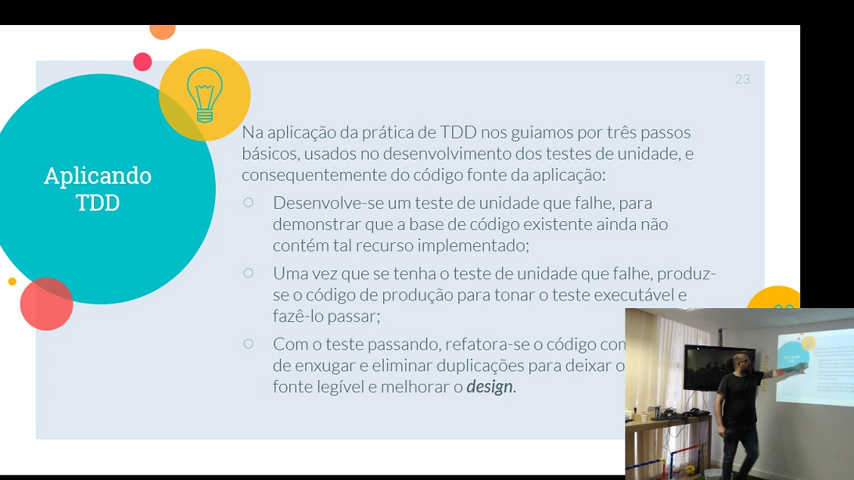 23
Aplicando
TDD
Na aplicação da prática de TDD nos guiamos por três passos
básicos, usados no desenvolvimento dos testes de unidade, e
consequentemente do código fonte da aplicação:
Desenvolve-se um teste de unidade que falhe, para
demonstrar que a base de código existente ainda não
contém tal recurso implementado;
Uma vez que se tenha o teste de unidade que falhe, produz-
se o código de produção para tonar o teste executável e
fazê-lo passar;
Com o teste passando, refatora-se o código
de enxugar e eliminar duplicações para deixar
fonte legível e melhorar o design.